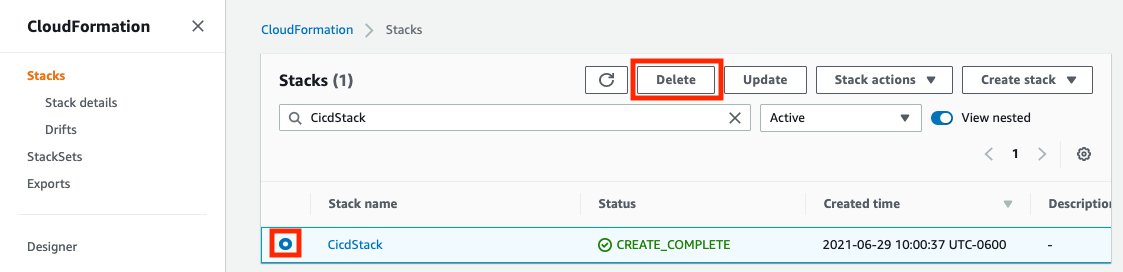 CloudFormation
Stacks
Stack details
Drifts
StackSets
Exports
Designer
CloudFormation Stacks
Stacks (1) Delete Update Stack actions Create stack
CicdStack Active View nested
1
Stack name Status Created time Descriptio
CicdStack CREATE_COMPLETE 2021-06-29 10:00:37 UTC-0600 -